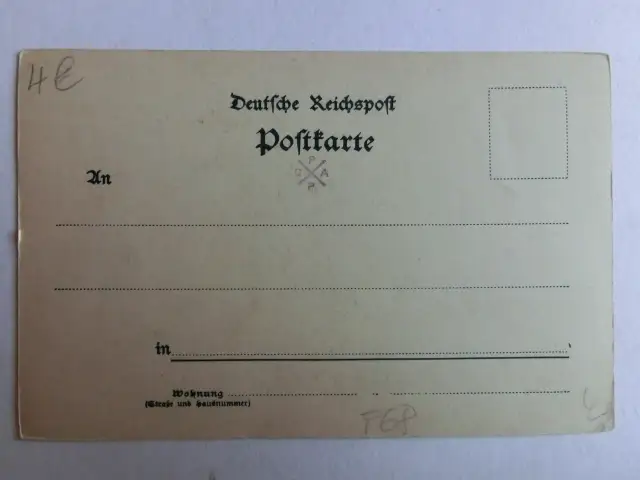 4 €
Deutsche Reichspost
Postkarte
P
G A
S
An
in
Wohnung
(Straße und Hausnummer)